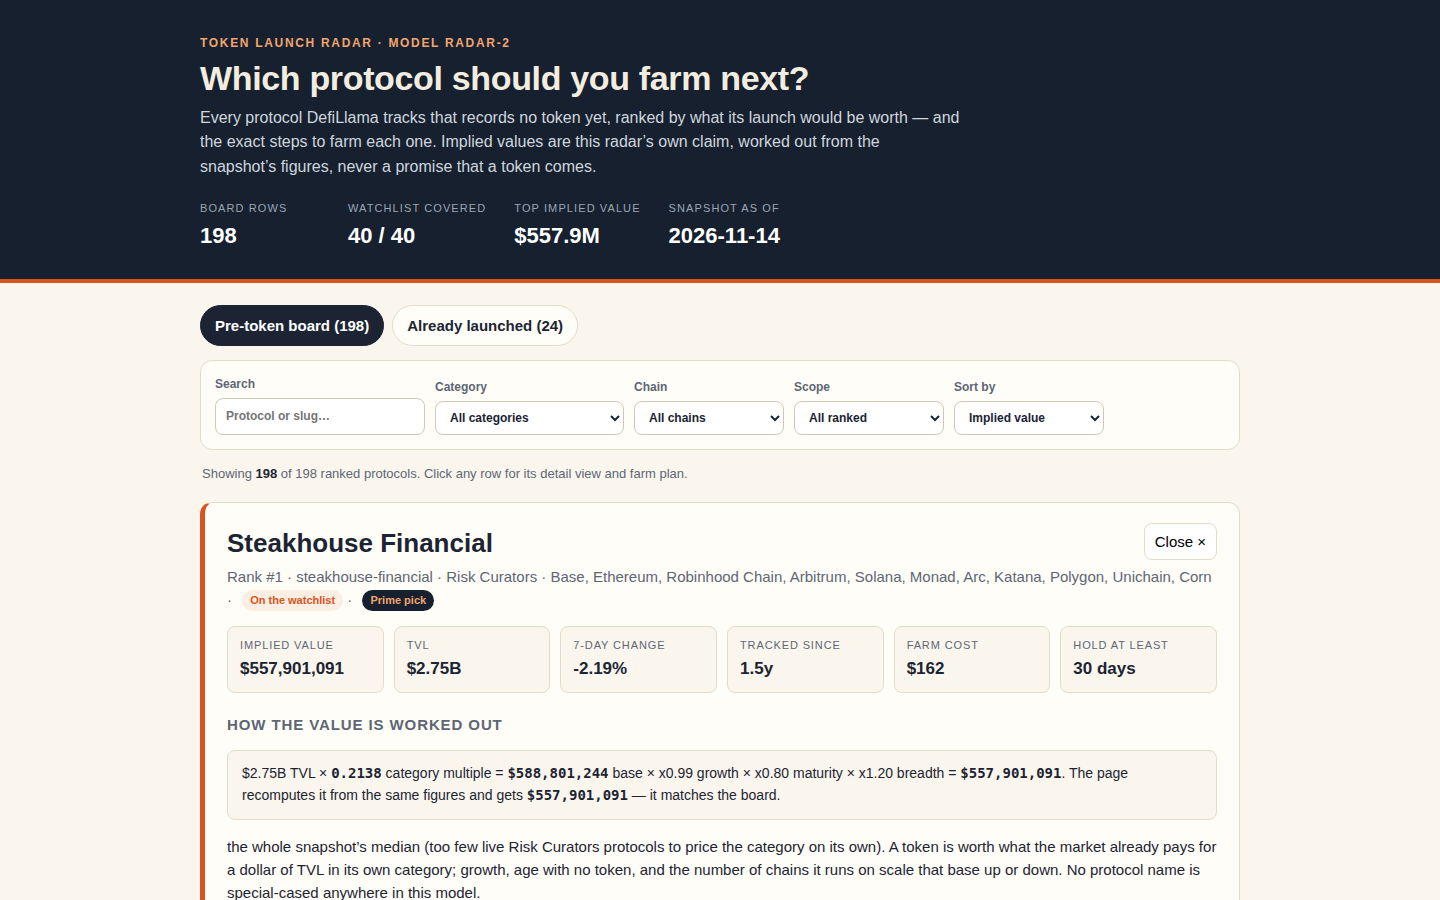 TOKEN LAUNCH RADAR · MODEL RADAR-2
Which protocol should you farm next?
Every protocol DefiLlama tracks that records no token yet, ranked by what its launch would be worth — and
the exact steps to farm each one. Implied values are this radar’s own claim, worked out from the
snapshot’s figures, never a promise that a token comes.
BOARD ROWS WATCHLIST COVERED TOP IMPLIED VALUE SNAPSHOT AS OF
198 40 / 40 $557.9M 2026-11-14
Pre-token board (198) Already launched (24)
Search Category Chain Scope Sort by
Protocol or slug… All categories All chains All ranked Implied value
Showing 198 of 198 ranked protocols. Click any row for its detail view and farm plan.
Steakhouse Financial Close ×
Rank #1 · steakhouse-financial · Risk Curators · Base, Ethereum, Robinhood Chain, Arbitrum, Solana, Monad, Arc, Katana, Polygon, Unichain, Corn
· On the watchlist · Prime pick
IMPLIED VALUE TVL 7-DAY CHANGE TRACKED SINCE FARM COST HOLD AT LEAST
$557,901,091 $2.75B -2.19% 1.5y $162 30 days
HOW THE VALUE IS WORKED OUT
$2.75B TVL × 0.2138 category multiple = $588,801,244 base × x0.99 growth × x0.80 maturity × x1.20 breadth = $557,901,091. The page
recomputes it from the same figures and gets $557,901,091 — it matches the board.
the whole snapshot’s median (too few live Risk Curators protocols to price the category on its own). A token is worth what the market already pays for
a dollar of TVL in its own category; growth, age with no token, and the number of chains it runs on scale that base up or down. No protocol name is
special-cased anywhere in this model.